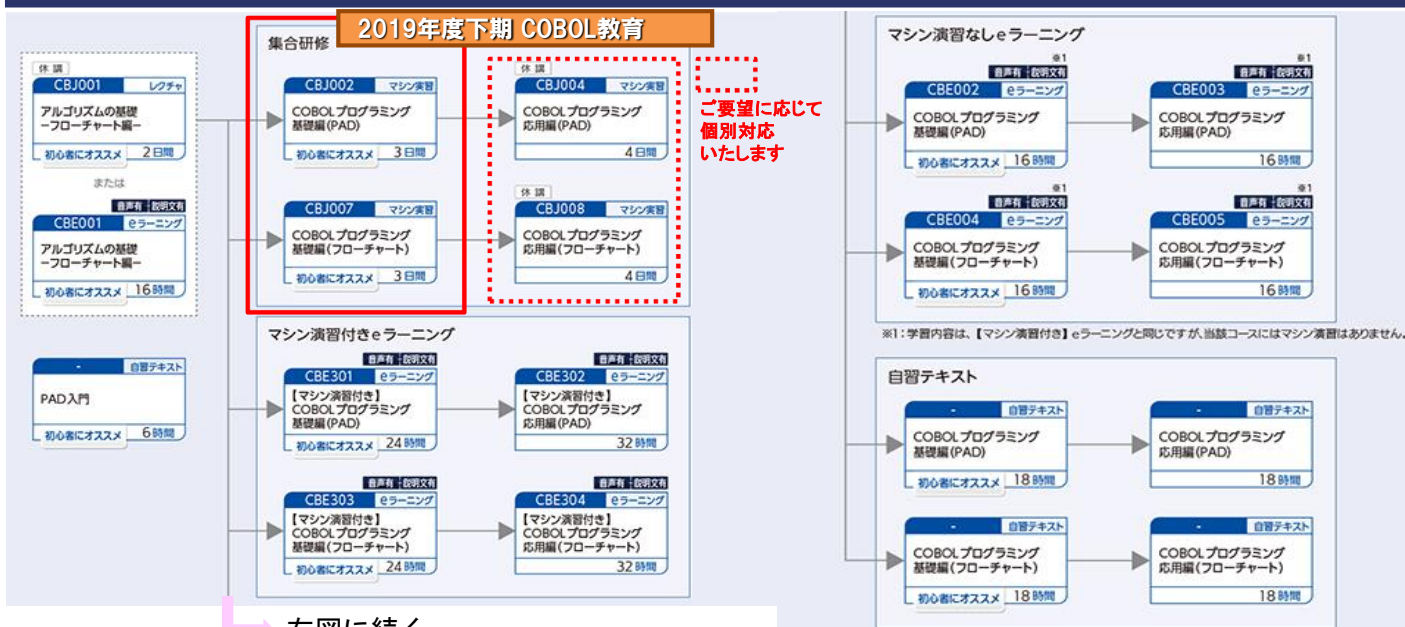 2019年度下期 COBOL教育
休 講
CBJ001 レクチャ
アルゴリズムの基礎
ーフローチャート編ー
初心者にオススメ 2日間
または
音声有 説明文有
CBE001 eラーニング
アルゴリズムの基礎
ーフローチャート編ー
初心者にオススメ 16時間
- 自習テキスト
PAD入門
初心者にオススメ 6時間
集合研修
CBJ002 マシン実習
COBOLプログラミング
基礎編(PAD)
初心者にオススメ 3日間
休 講
CBJ004 マシン実習
COBOLプログラミング
応用編(PAD)
4日間
CBJ007 マシン実習
COBOLプログラミング
基礎編(フローチャート)
初心者にオススメ 3日間
休 講
CBJ008 マシン実習
COBOLプログラミング
応用編(フローチャート)
4日間
ご要望に応じて
個別対応
いたします
マシン演習付きeラーニング
音声有 説明文有
CBE301 eラーニング
【マシン演習付き】
COBOLプログラミング
基礎編(PAD)
初心者にオススメ 24時間
音声有 説明文有
CBE302 eラーニング
【マシン演習付き】
COBOLプログラミング
応用編(PAD)
32時間
音声有 説明文有
CBE303 eラーニング
【マシン演習付き】
COBOLプログラミング
基礎編(フローチャート)
初心者にオススメ 24時間
音声有 説明文有
CBE304 eラーニング
【マシン演習付き】
COBOLプログラミング
応用編(フローチャート)
32時間
右図に続く
マシン演習なしeラーニング
※1
音声有 説明文有
CBE002 eラーニング
COBOLプログラミング
基礎編(PAD)
初心者にオススメ 16時間
※1
音声有 説明文有
CBE003 eラーニング
COBOLプログラミング
応用編(PAD)
16時間
※1
音声有 説明文有
CBE004 eラーニング
COBOLプログラミング
基礎編(フローチャート)
初心者にオススメ 16時間
※1
音声有 説明文有
CBE005 eラーニング
COBOLプログラミング
応用編(フローチャート)
16時間
※1:学習内容は、【マシン演習付き】eラーニングと同じですが、当該コースにはマシン演習はありません。
自習テキスト
- 自習テキスト
COBOLプログラミング
基礎編(PAD)
初心者にオススメ 18時間
- 自習テキスト
COBOLプログラミング
応用編(PAD)
18時間
- 自習テキスト
COBOLプログラミング
基礎編(フローチャート)
初心者にオススメ 18時間
- 自習テキスト
COBOLプログラミング
応用編(フローチャート)
18時間